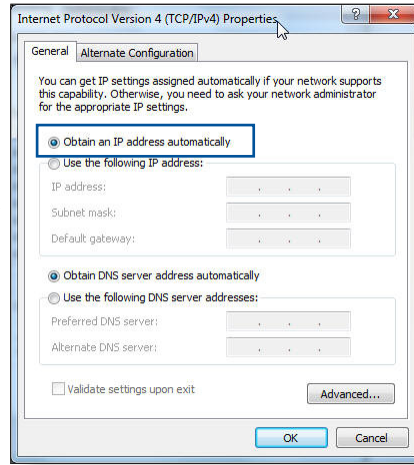 Internet Protocol Version 4 (TCP/IPv4) Properties
General
Alternate Configuration
You can get IP settings assigned automatically if your network supports
this capability. Otherwise, you need to ask your network administrator
for the appropriate IP settings.
Obtain an IP address automatically
Use the following IP address:
IP address:
Subnet mask:
Default gateway:
Obtain DNS server address automatically
Use the following DNS server addresses:
Preferred DNS server:
Alternate DNS server:
Validate settings upon exit
Advanced...
OK
Cancel